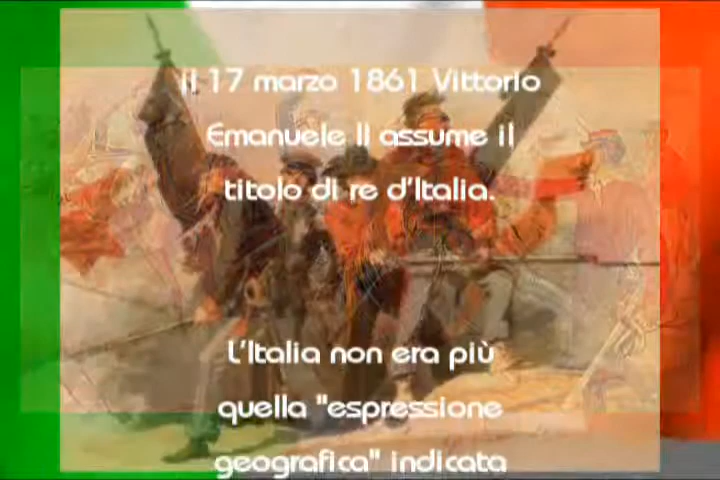 il 17 marzo 1861 Vittorio
Emanuele II assume il
titolo di re d'Italia.
L'Italia non era più
quella "espressione
geografica" indicata